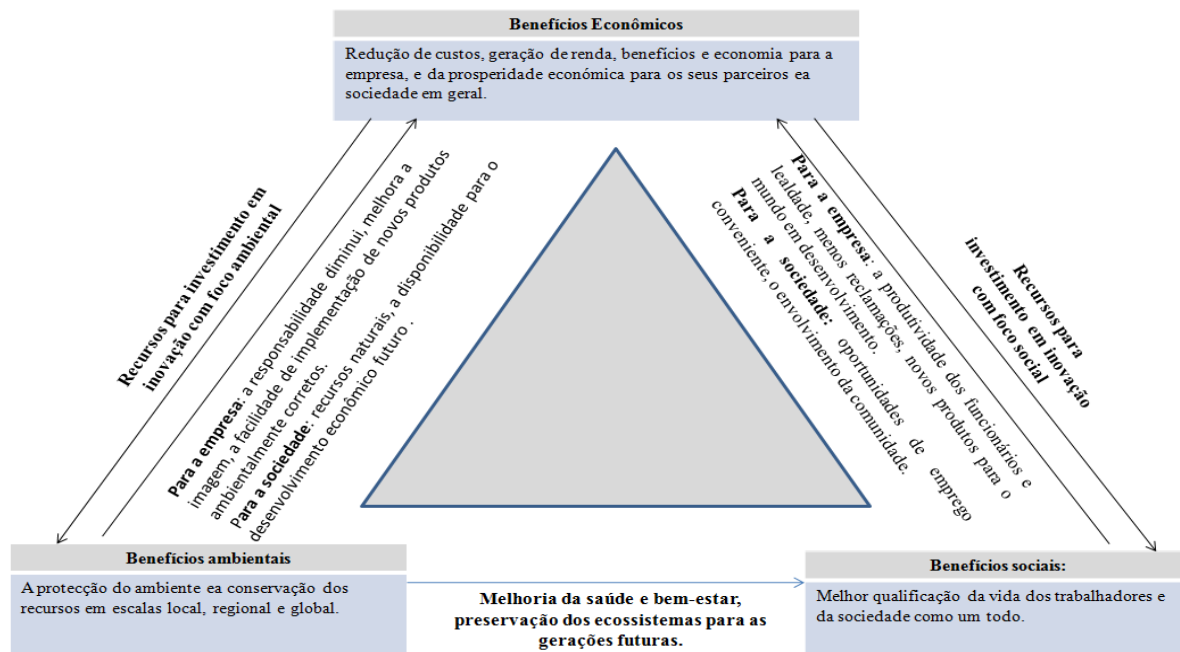 Benefícios Econômicos
Redução de custos, geração de renda, benefícios e economia para a
empresa, e da prosperidade económica para os seus parceiros ea
sociedade em geral.
Recursos para investimento em
inovação com foco ambiental
Para a empresa: a responsabilidade diminui, melhora a
imagem, a facilidade de implementação de novos produtos
ambientalmente corretos.
Para a sociedade: recursos naturais, a disponibilidade para o
desenvolvimento econômico futuro .
Para a empresa: a produtividade dos funcionários e
lealdade, menos reclamações, novos produtos para o
mundo em desenvolvimento.
Para a sociedade: oportunidades de emprego
conveniente, o envolvimento da comunidade.
Recursos para
investimento em inovação
com foco social
Benefícios ambientais
A protecção do ambiente ea conservação dos
recursos em escalas local, regional e global.
Melhoria da saúde e bem-estar,
preservação dos ecossistemas para as
gerações futuras.
Benefícios sociais:
Melhor qualificação da vida dos trabalhadores e
da sociedade como um todo.